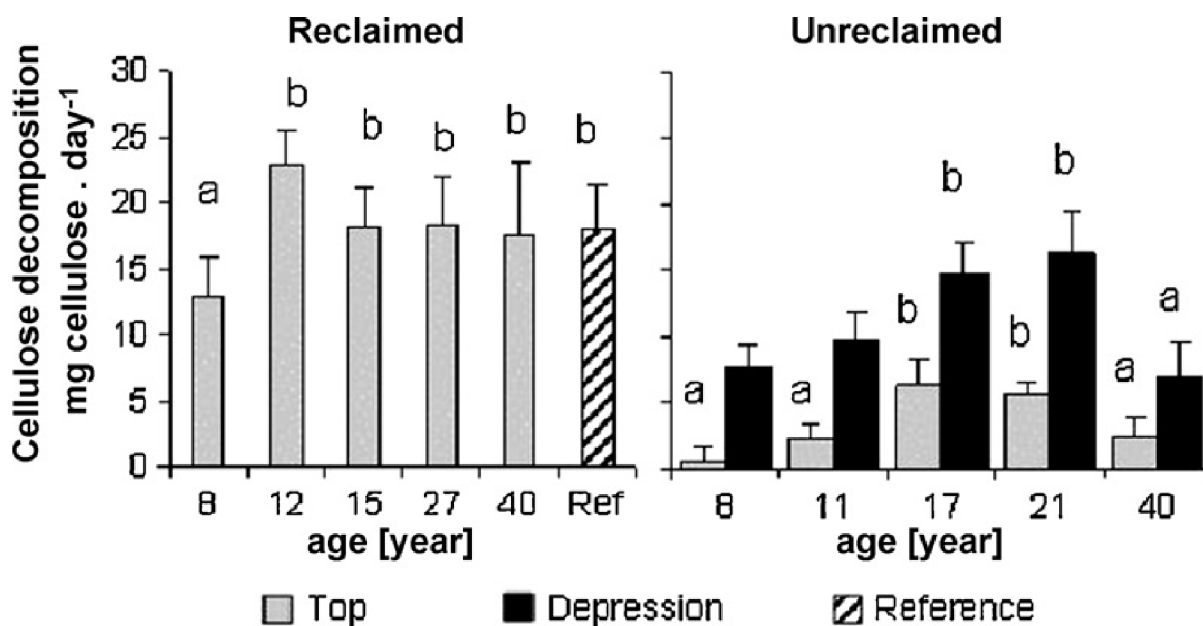 Reclaimed
Unreclaimed
Cellulose decomposition
mg cellulose . day-1
30
25
20
15
10
5
0
a
b
b
b
b
b
8 12 15 27 40 Ref
age [year]
a
a
b
b
b
b
a
a
8 11 17 21 40
age [year]
Top Depression Reference